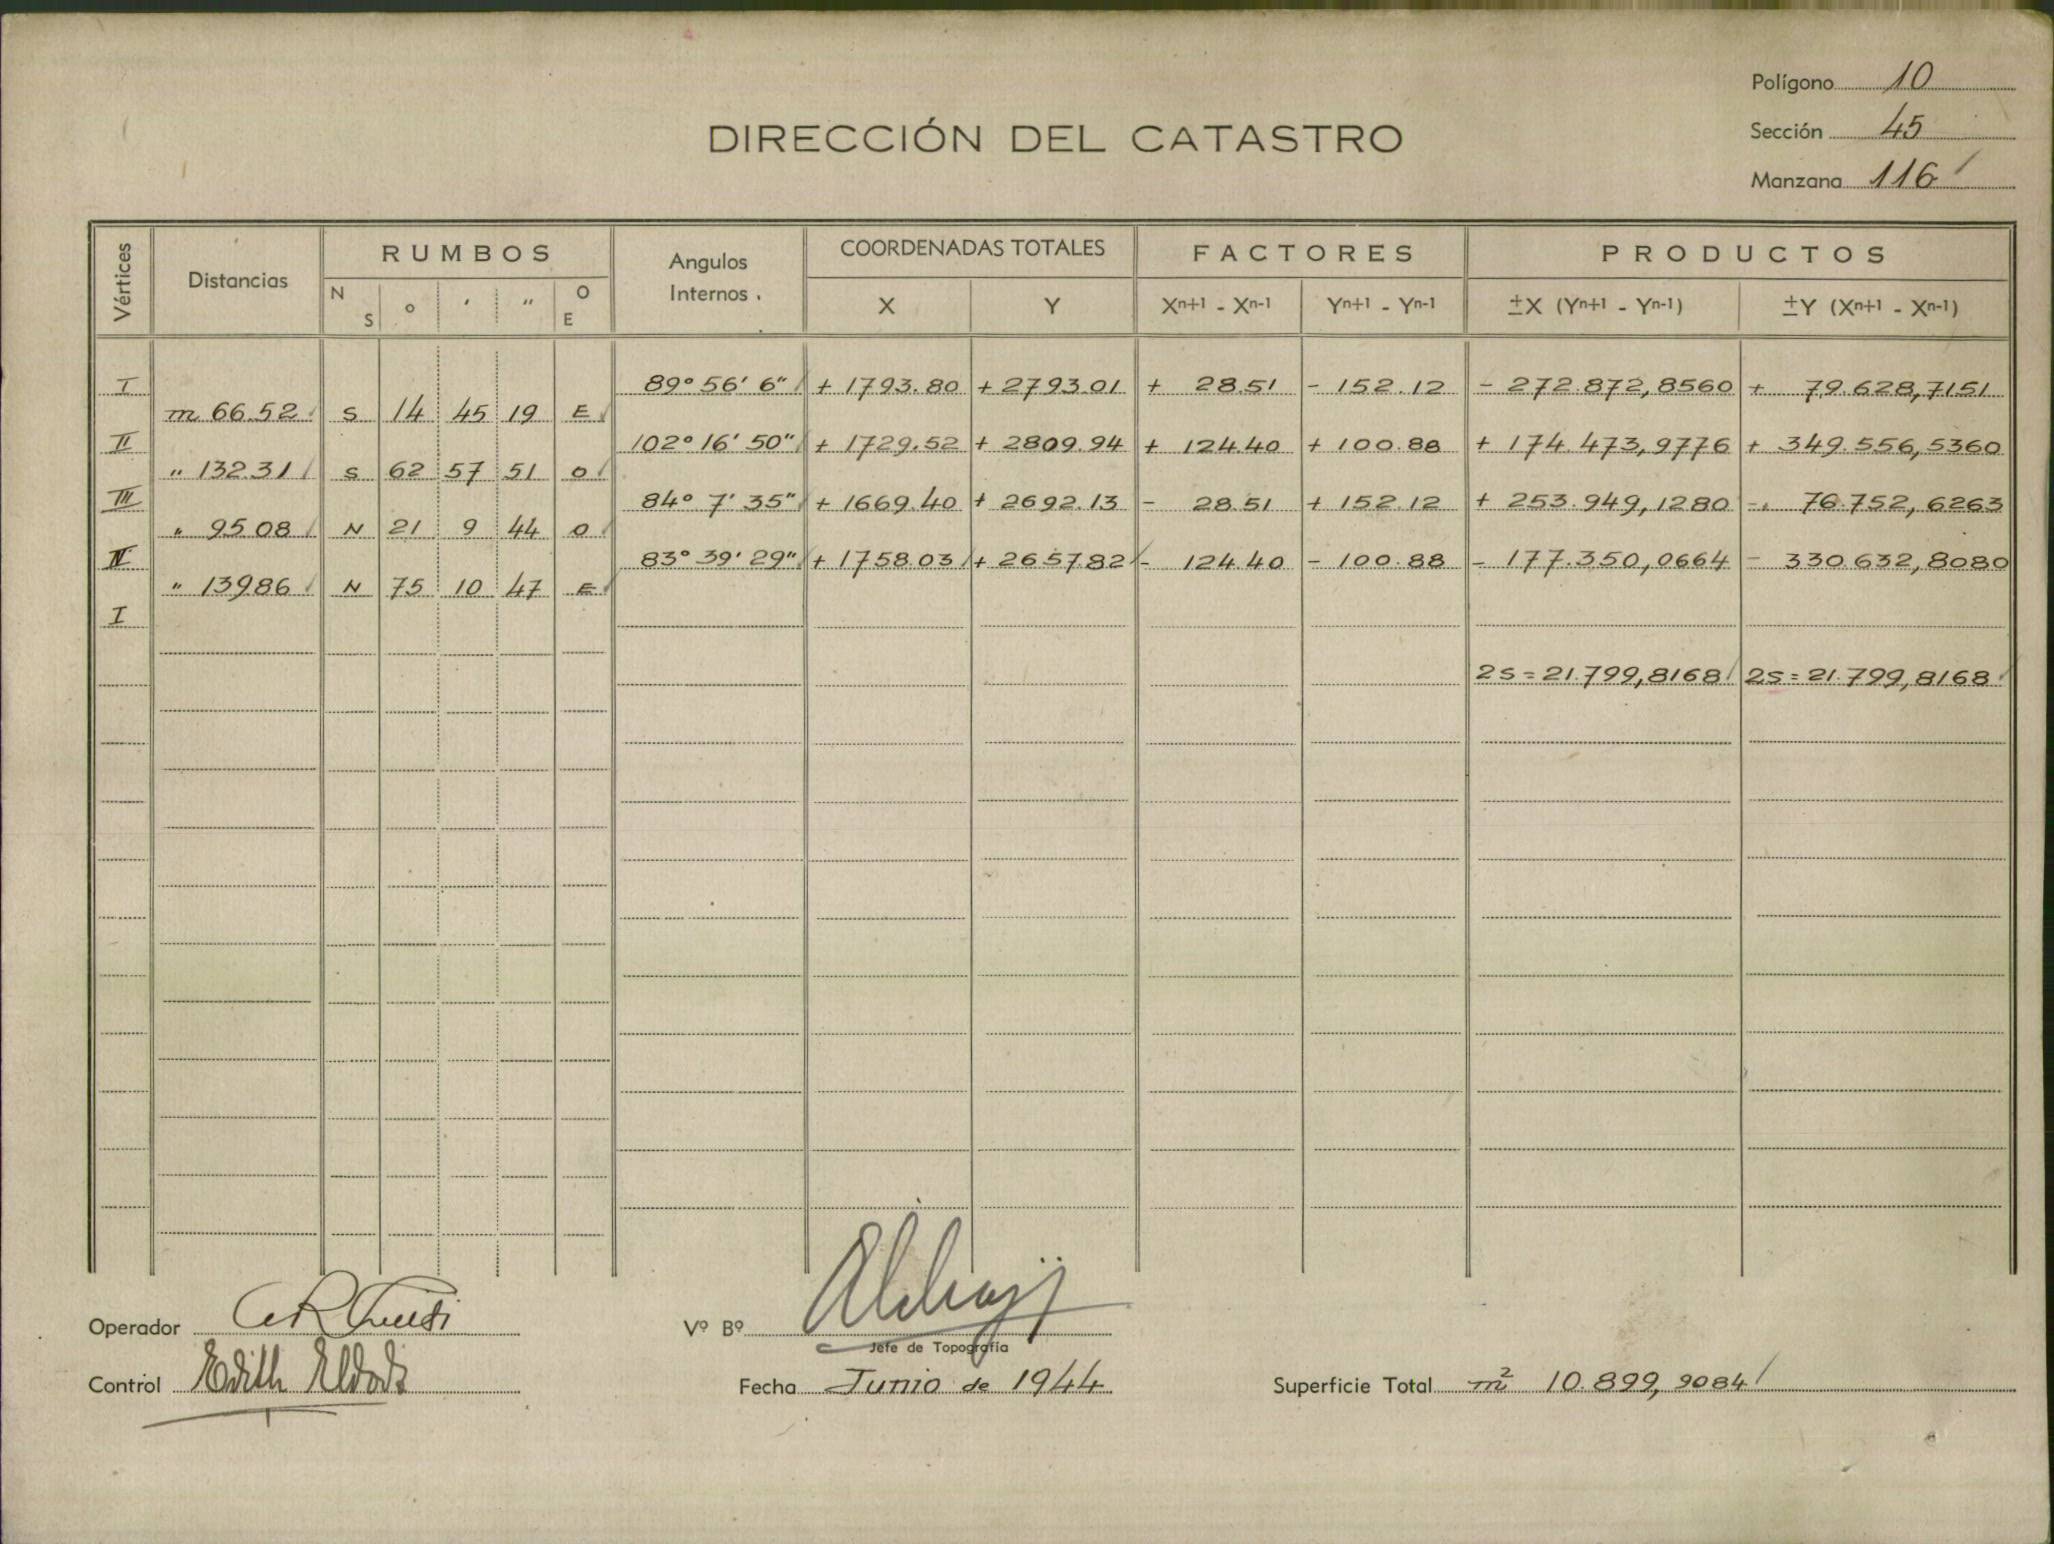 Polígono 10
DIRECCIÓN DEL CATASTRO
Sección 45
Manzana 116
Vértices Distancias RUMBOS Angulos Internos. COORDENADAS TOTALES FACTORES PRODUCTOS
N S ° ' " O E X Y Xn+1 - Xn-1 Yn+1 - Yn-1 ±X (Yn+1 - Yn-1) ±Y (Xn+1 - Xn-1)
I 89° 56' 6" + 1793.80 + 2793.01 + 28.51 - 152.12 - 272.872,8560 + 79.628,7151
m 66.52 S 14 45 19 E
II 102° 16' 50" + 1729.52 + 2809.94 + 124.40 + 100.88 + 174.473,9776 + 349.556,5360
" 132.31 S 62 57 51 O
III 84° 7' 35" + 1669.40 + 2692.13 - 28.51 + 152.12 + 253.949,1280 - 76.752,6263
" 95.08 N 21 9 44 O
IV 83° 39' 29" + 1758.03 + 2657.82 - 124.40 - 100.88 - 177.350,0664 - 330.632,8080
" 139.86 N 75 10 47 E
I
2S = 21.799,8168 2S = 21.799,8168
Operador
Vº Bº
Jefe de Topografía
Control Edith
Fecha Junio de 1944
Superficie Total m² 10.899,9084